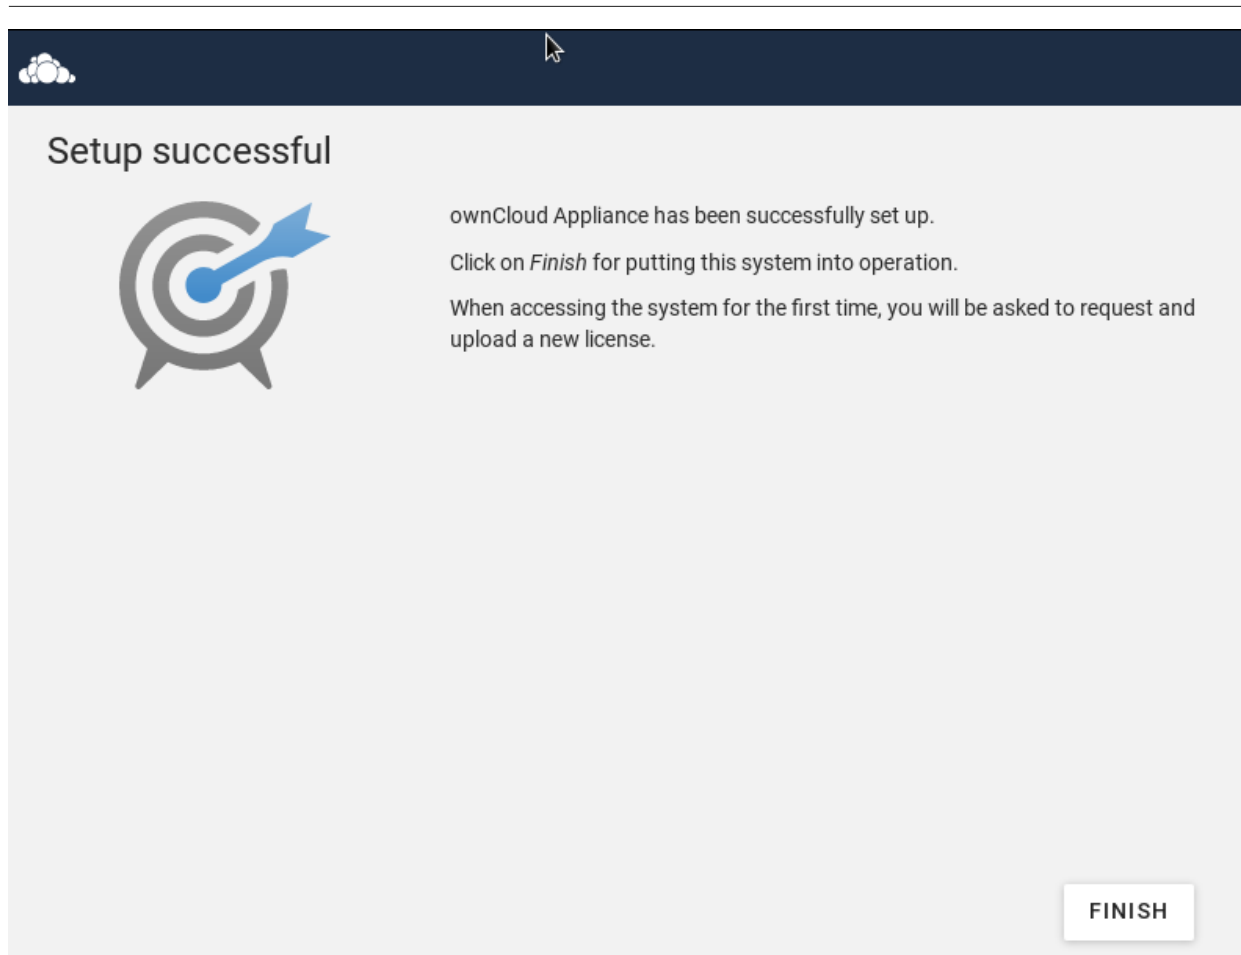 Setup successful
ownCloud Appliance has been successfully set up.
Click on Finish for putting this system into operation.
When accessing the system for the first time, you will be asked to request and
upload a new license.
FINISH